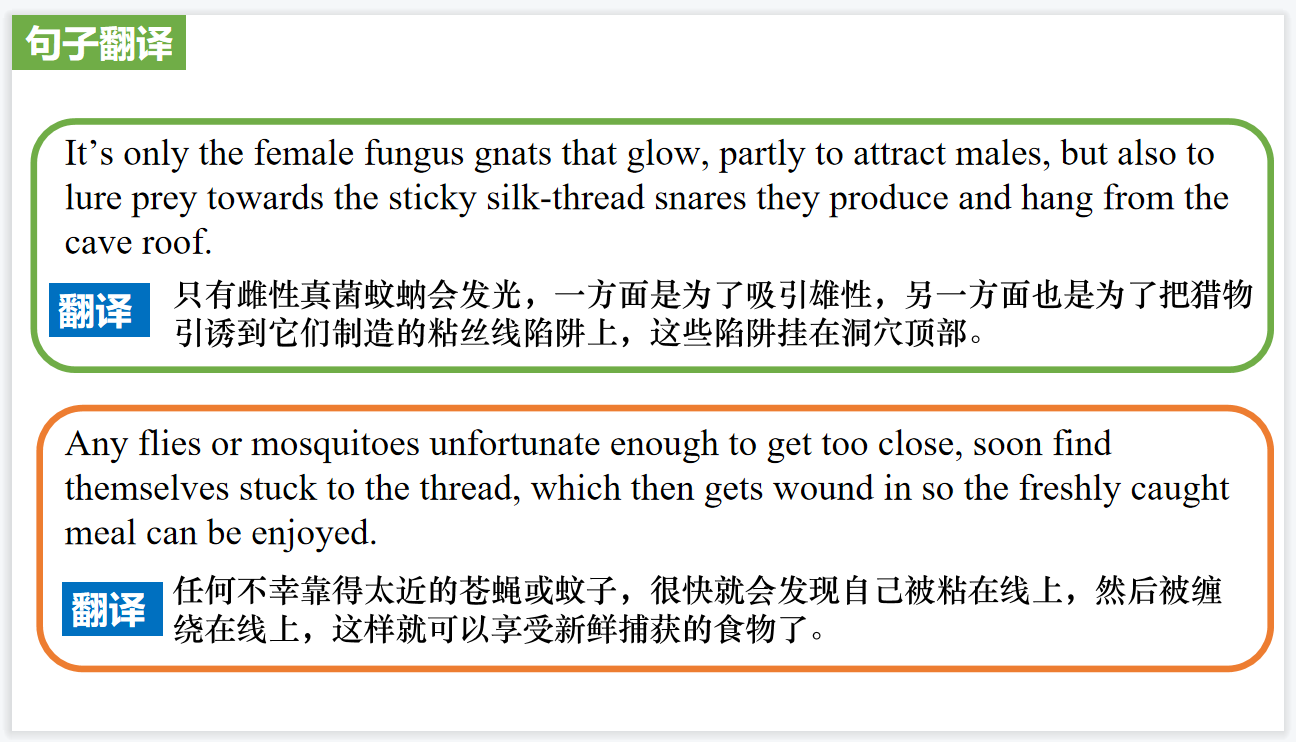 句子翻译
It’s only the female fungus gnats that glow, partly to attract males, but also to
lure prey towards the sticky silk-thread snares they produce and hang from the
cave roof.
翻译
只有雌性真菌蚊蚋会发光，一方面是为了吸引雄性，另一方面也是为了把猎物
引诱到它们制造的粘丝线陷阱上，这些陷阱挂在洞穴顶部。
Any flies or mosquitoes unfortunate enough to get too close, soon find
themselves stuck to the thread, which then gets wound in so the freshly caught
meal can be enjoyed.
翻译
任何不幸靠得太近的苍蝇或蚊子，很快就会发现自己被粘在线上，然后被缠
绕在线上，这样就可以享受新鲜捕获的食物了。